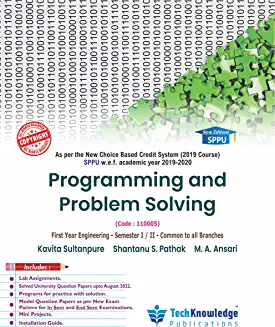 New Edition
SPPU
COPYRIGHT
As per the New Choice Based Credit System (2019 Course)
SPPU w.e.f. academic year 2019-2020
Programming and
Problem Solving
(Code : 110005)
First Year Engineering - Semester I / II - Common to all Branches
Kavita Sultanpure Shantanu S. Pathak M. A. Ansari
Includes :
Lab Assignments.
Solved University Question Papers upto August 2022.
Programs for practice with solution.
Model Question Papers as per New Exam
Pattern for In Sem and End Sem Examinations.
Mini Projects.
Installation Guide.
TechKnowledge
Publications